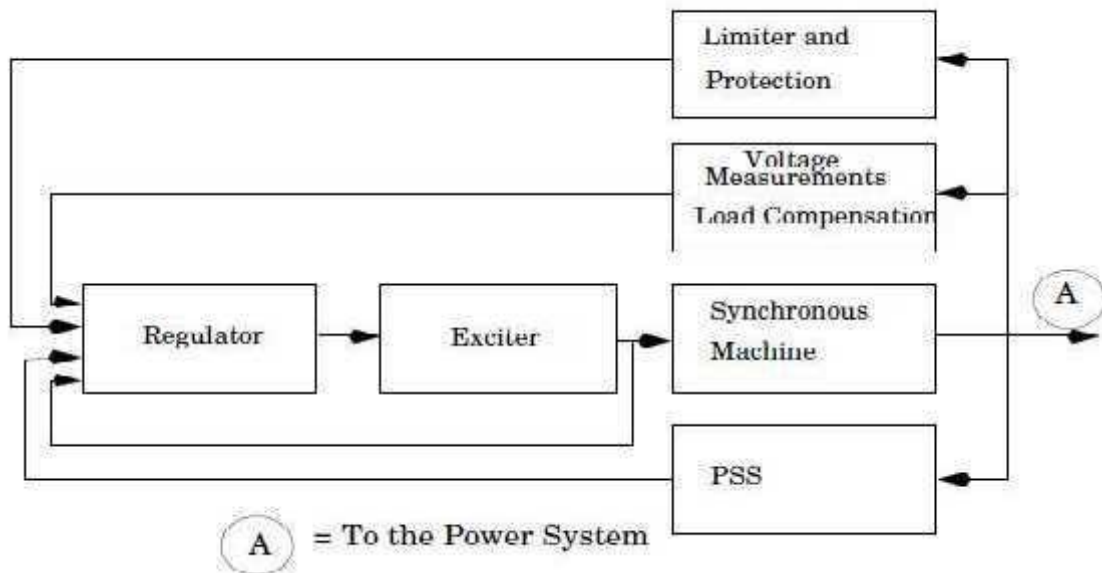 Limiter and
Protection
Voltage
Measurements
Load Compensation
A
Regulator
Exciter
Synchronous
Machine
PSS
A = To the Power System